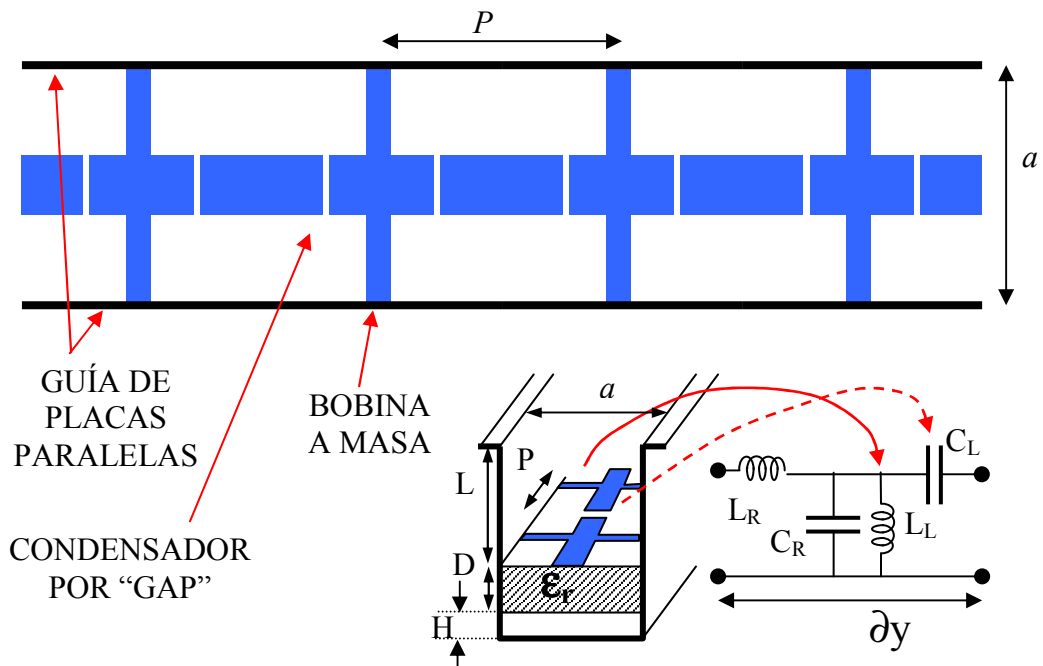 P
a
GUÍA DE
PLACAS
PARALELAS
BOBINA
A MASA
CONDENSADOR
POR “GAP”
a
L
P
D
εr
H
LR
CR
LL
CL
∂y